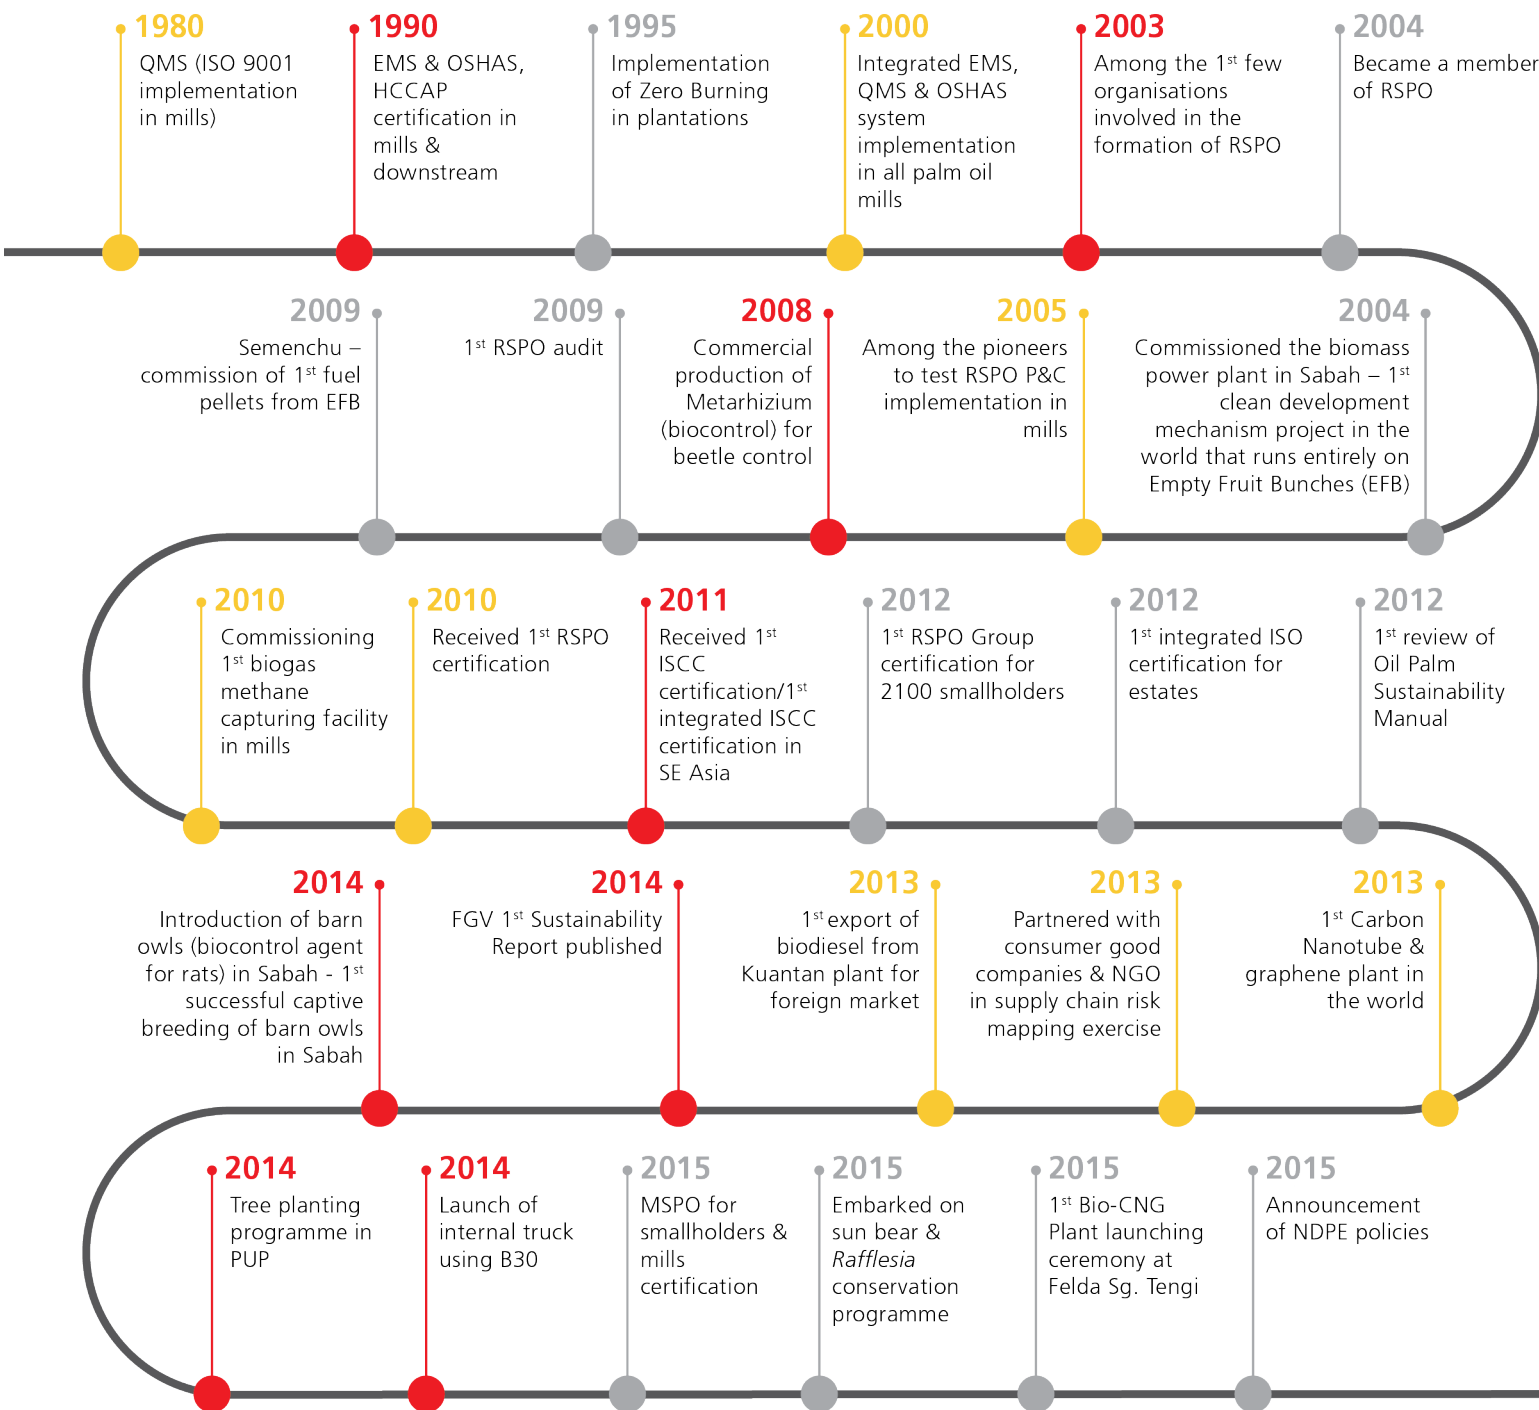 1980
QMS (ISO 9001
implementation
in mills)
1990
EMS & OSHAS,
HCCAP
certification in
mills &
downstream
1995
Implementation
of Zero Burning
in plantations
2000
Integrated EMS,
QMS & OSHAS
system
implementation
in all palm oil
mills
2003
Among the 1st few
organisations
involved in the
formation of RSPO
2004
Became a member
of RSPO
2004
Commissioned the biomass
power plant in Sabah – 1st
clean development
mechanism project in the
world that runs entirely on
Empty Fruit Bunches (EFB)
2005
Among the pioneers
to test RSPO P&C
implementation in
mills
2008
Commercial
production of
Metarhizium
(biocontrol) for
beetle control
2009
1st RSPO audit
2009
Semenchu –
commission of 1st fuel
pellets from EFB
2010
Commissioning
1st biogas
methane
capturing facility
in mills
2010
Received 1st RSPO
certification
2011
Received 1st
ISCC
certification/1st
integrated ISCC
certification in
SE Asia
2012
1st RSPO Group
certification for
2100 smallholders
2012
1st integrated ISO
certification for
estates
2012
1st review of
Oil Palm
Sustainability
Manual
2013
1st Carbon
Nanotube &
graphene plant in
the world
2013
Partnered with
consumer good
companies & NGO
in supply chain risk
mapping exercise
2013
1st export of
biodiesel from
Kuantan plant for
foreign market
2014
FGV 1st Sustainability
Report published
2014
Introduction of barn
owls (biocontrol agent
for rats) in Sabah - 1st
successful captive
breeding of barn owls
in Sabah
2014
Tree planting
programme in
PUP
2014
Launch of
internal truck
using B30
2015
MSPO for
smallholders &
mills
certification
2015
Embarked on
sun bear &
Rafflesia
conservation
programme
2015
1st Bio-CNG
Plant launching
ceremony at
Felda Sg. Tengi
2015
Announcement
of NDPE policies